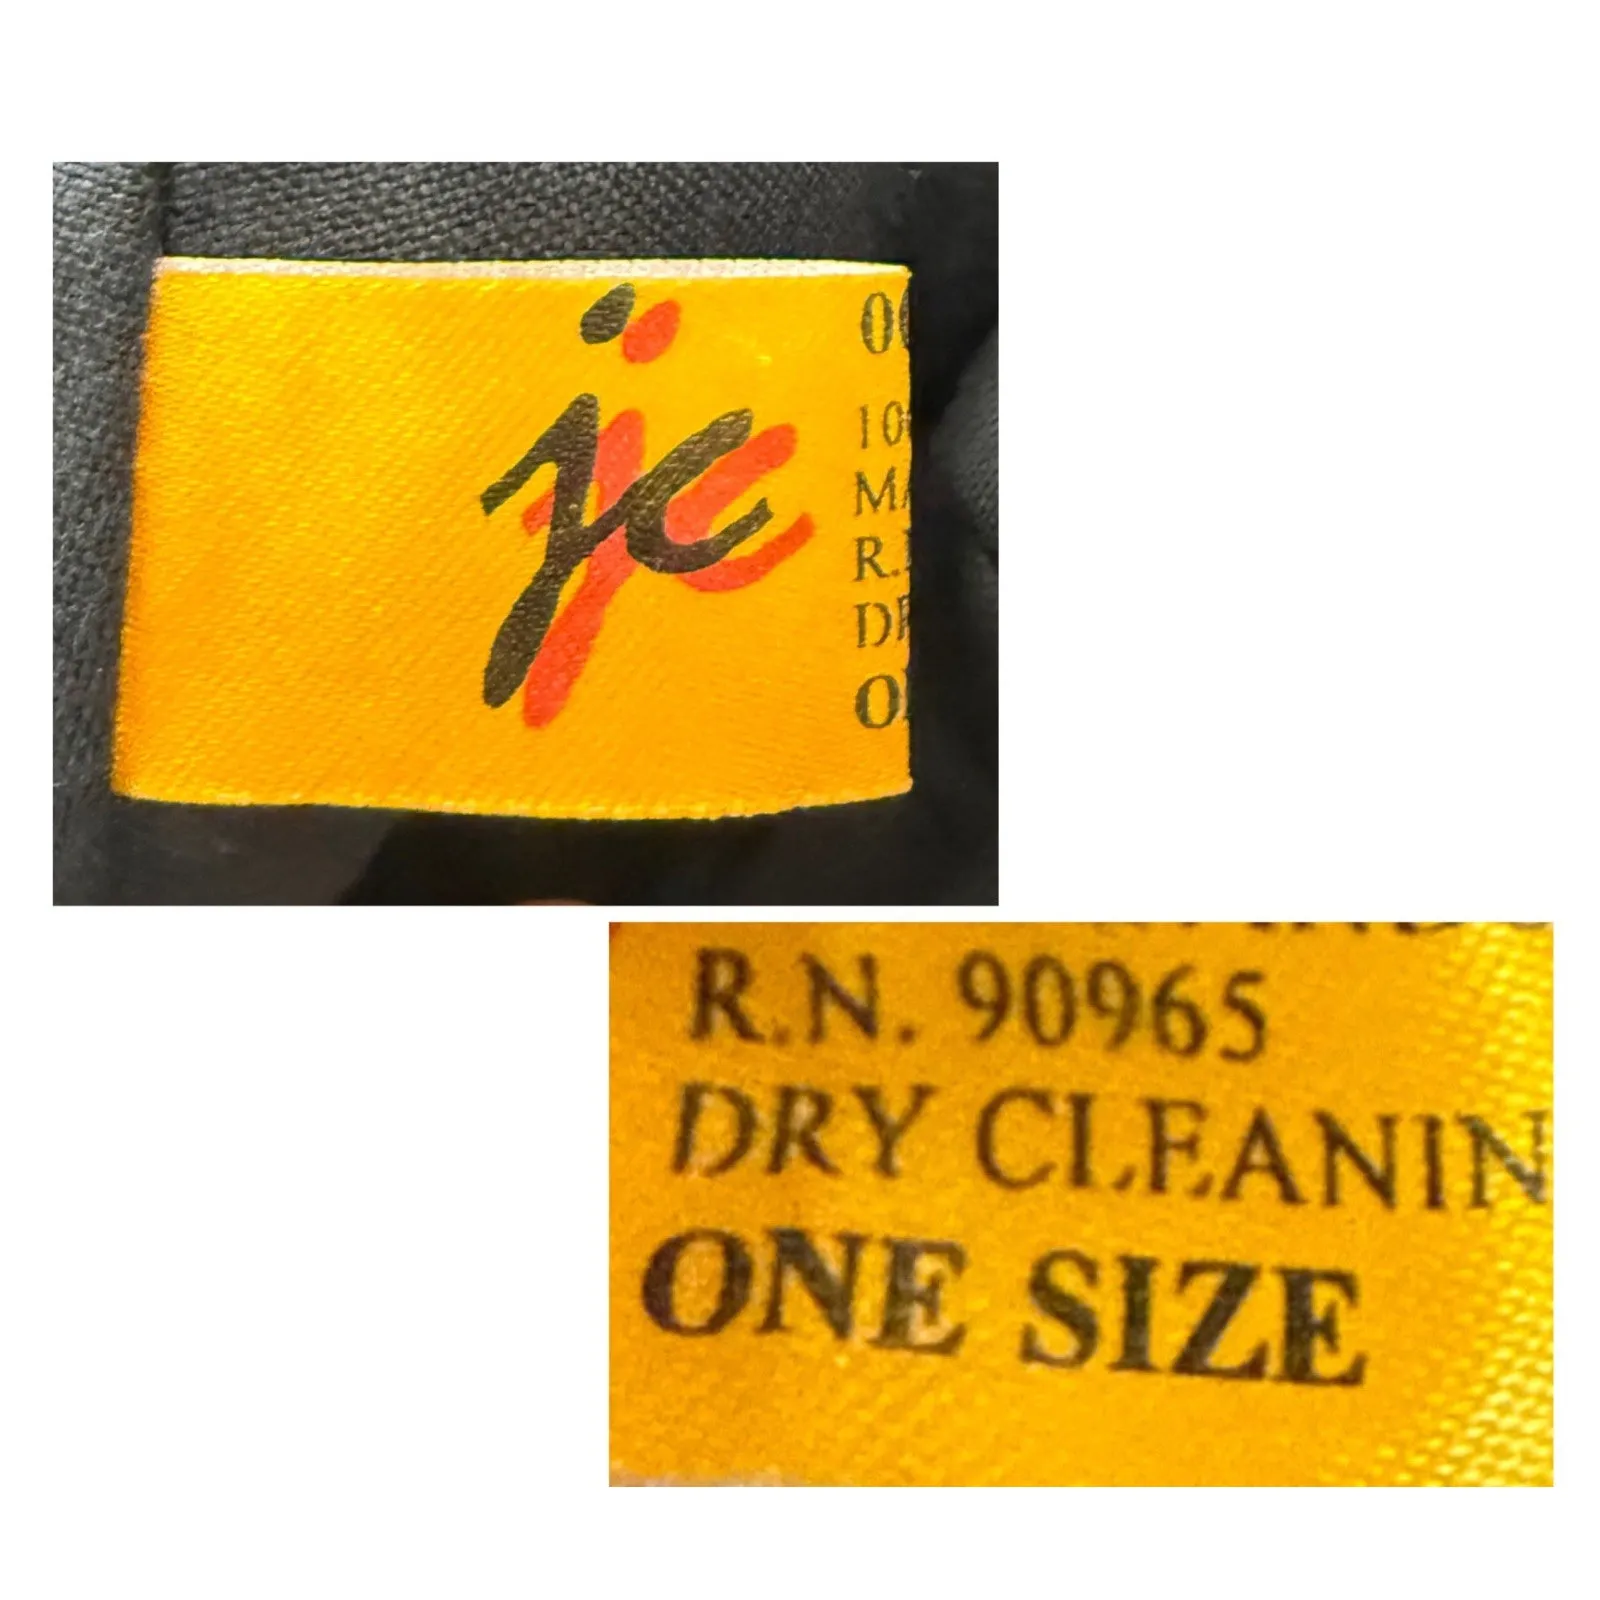 jc
R.N. 90965
DRY CLEANIN
ONE SIZE